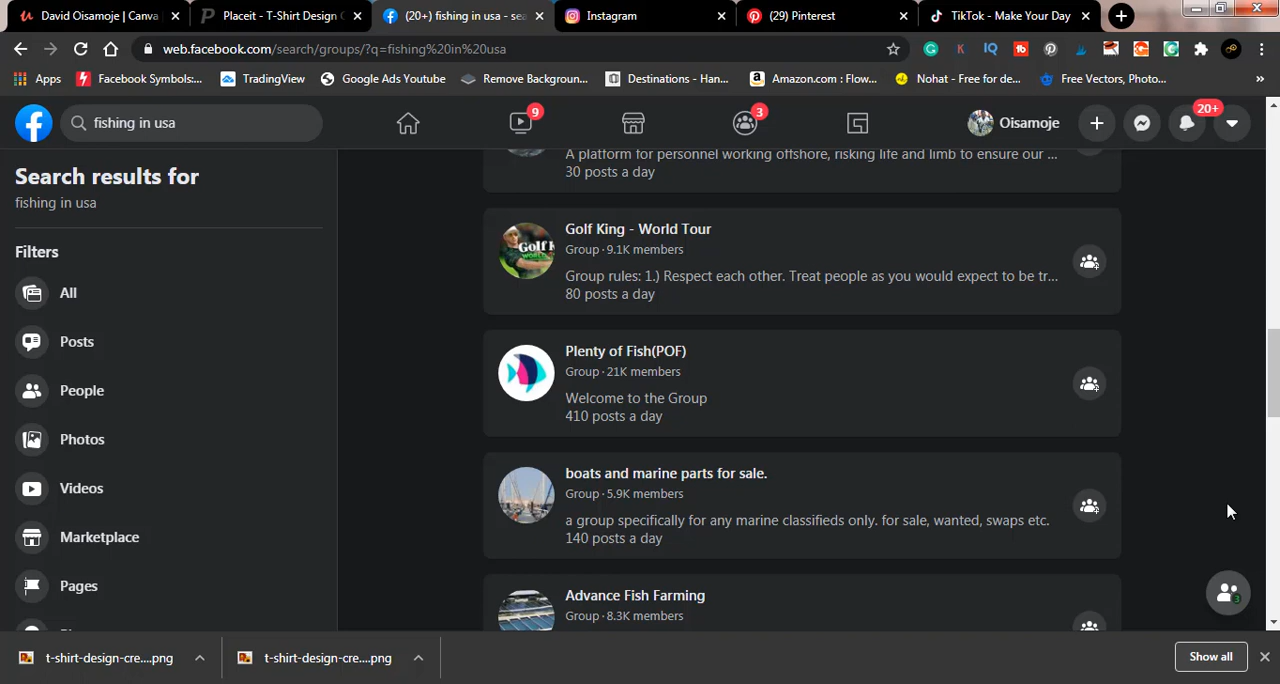 David Oisamoje | Canva
Placeit - T-Shirt Design C
(20+) fishing in usa - sea
Instagram
(29) Pinterest
TikTok - Make Your Day
web.facebook.com/search/groups/?q=fishing%20in%20usa
Apps
Facebook Symbols...
TradingView
Google Ads Youtube
Remove Backgroun...
Destinations - Han...
Amazon.com : Flow...
Nohat - Free for de...
Free Vectors, Photo...
»
fishing in usa
9
3
Oisamoje
20+
Search results for
fishing in usa
Filters
All
Posts
People
Photos
Videos
Marketplace
Pages
A platform for personnel working offshore, risking life and limb to ensure our ...
30 posts a day
Golf King - World Tour
Group · 9.1K members
Group rules: 1.) Respect each other. Treat people as you would expect to be tr...
80 posts a day
Plenty of Fish(POF)
Group · 21K members
Welcome to the Group
410 posts a day
boats and marine parts for sale.
Group · 5.9K members
a group specifically for any marine classifieds only. for sale, wanted, swaps etc.
140 posts a day
Advance Fish Farming
Group · 8.3K members
3
t-shirt-design-cre....png
t-shirt-design-cre....png
Show all